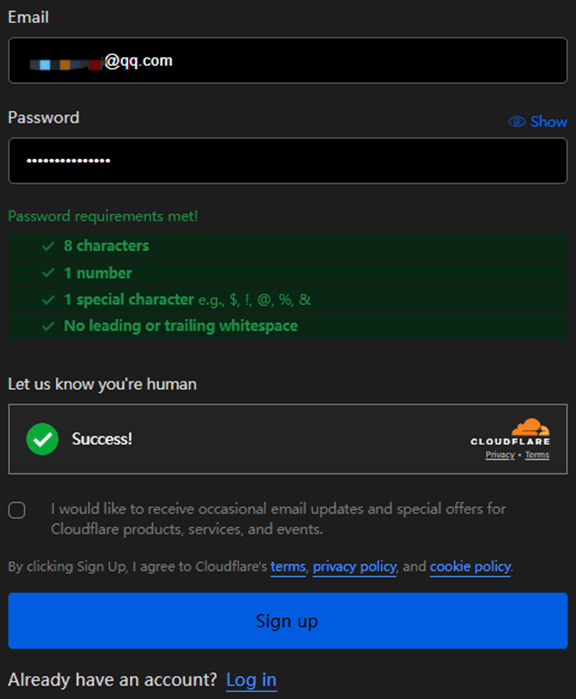 Email
@qq.com
Password
Show
•••••••••••••••
Password requirements met!
✓ 8 characters
✓ 1 number
✓ 1 special character e.g., $, !, @, %, &
✓ No leading or trailing whitespace
Let us know you're human
Success!
CLOUDFLARE
Privacy • Terms
I would like to receive occasional email updates and special offers for
Cloudflare products, services, and events.
By clicking Sign Up, I agree to Cloudflare's terms, privacy policy, and cookie policy.
Sign up
Already have an account? Log in